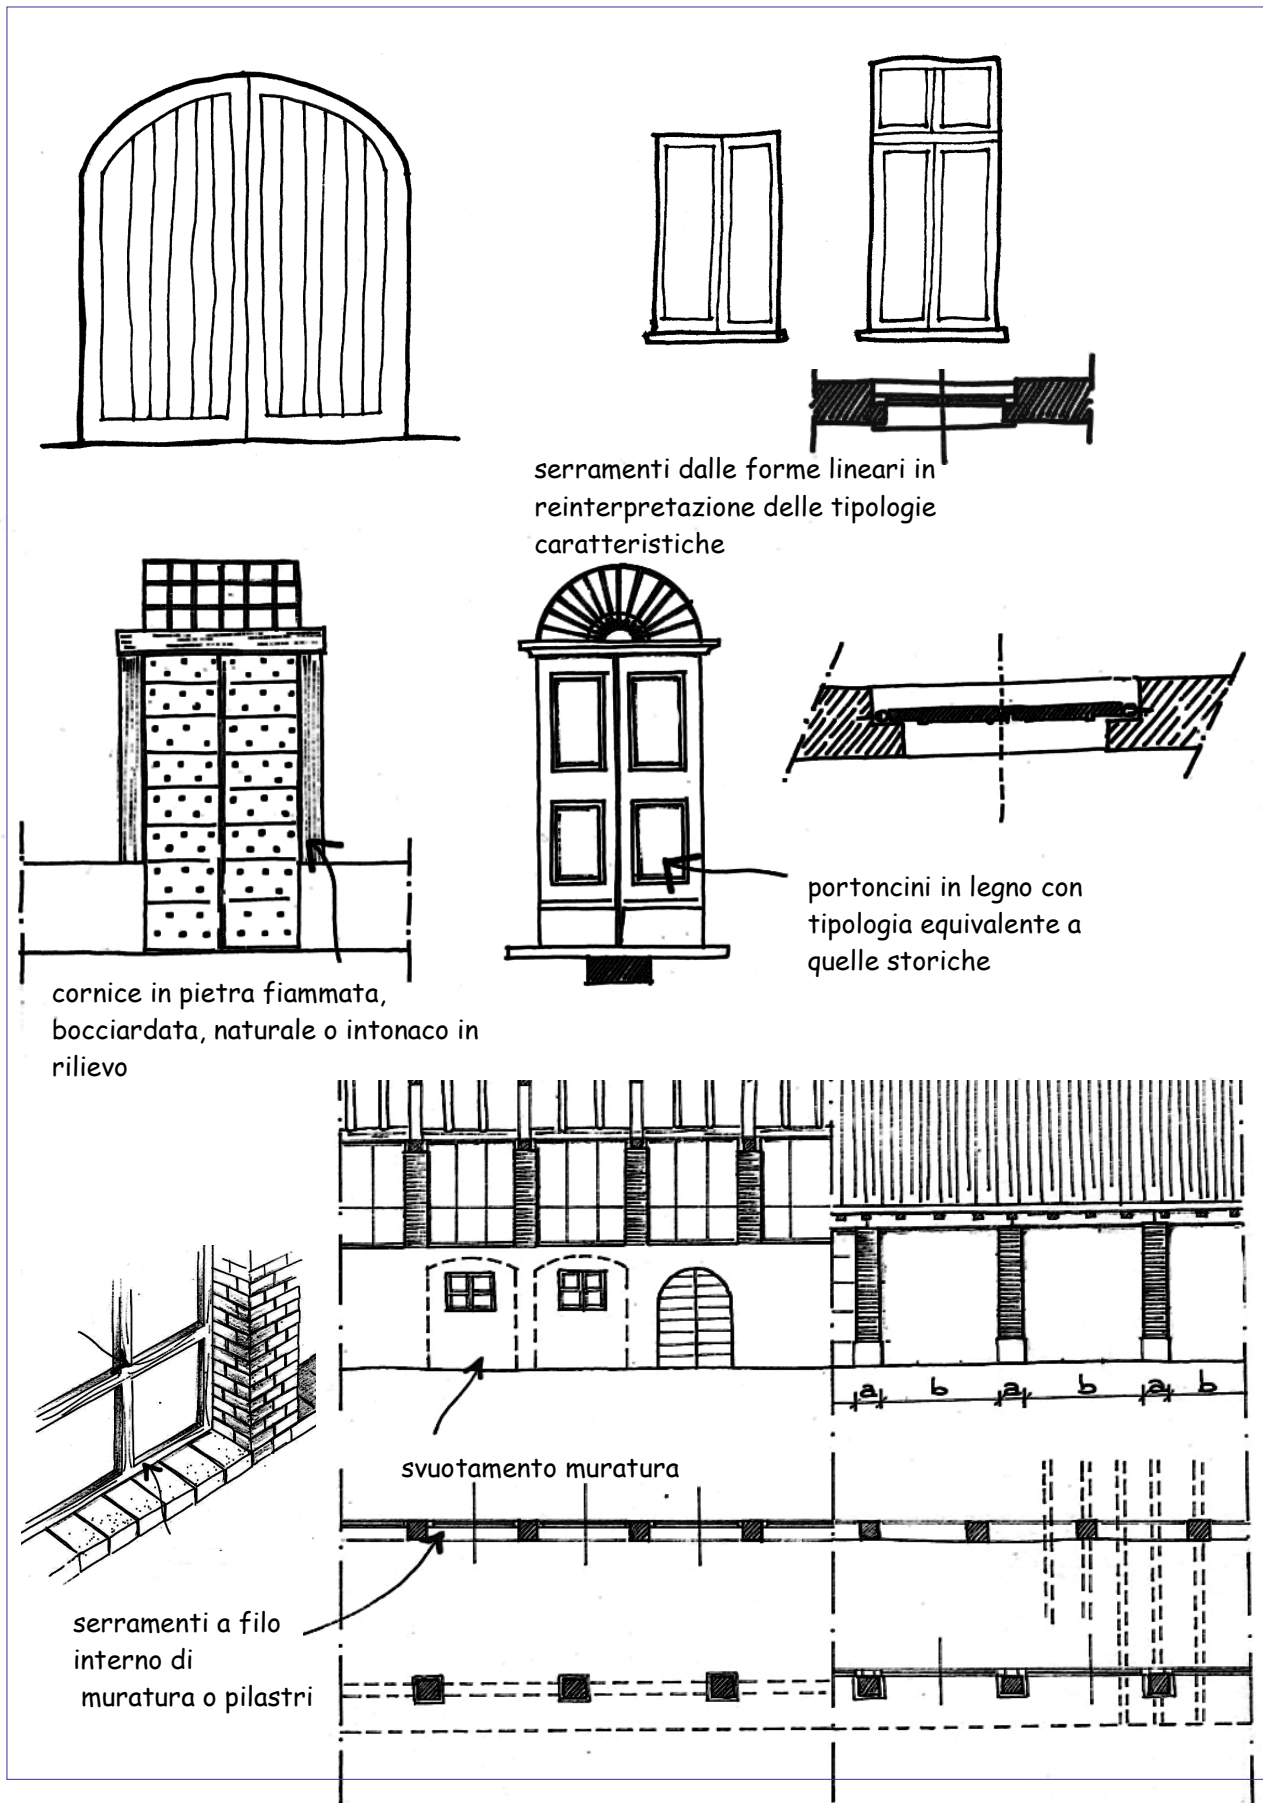 serramenti dalle forme lineari in
reinterpretazione delle tipologie
caratteristiche
portoncini in legno con
tipologia equivalente a
quelle storiche
cornice in pietra fiammata,
bocciardata, naturale o intonaco in
rilievo
a b a b a b
svuotamento muratura
serramenti a filo
interno di
muratura o pilastri